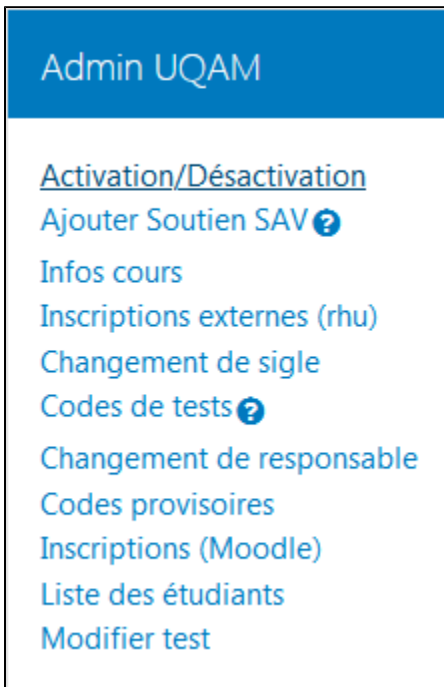 Admin UQAM
Activation/Désactivation
Ajouter Soutien SAV ?
Infos cours
Inscriptions externes (rhu)
Changement de sigle
Codes de tests ?
Changement de responsable
Codes provisoires
Inscriptions (Moodle)
Liste des étudiants
Modifier test